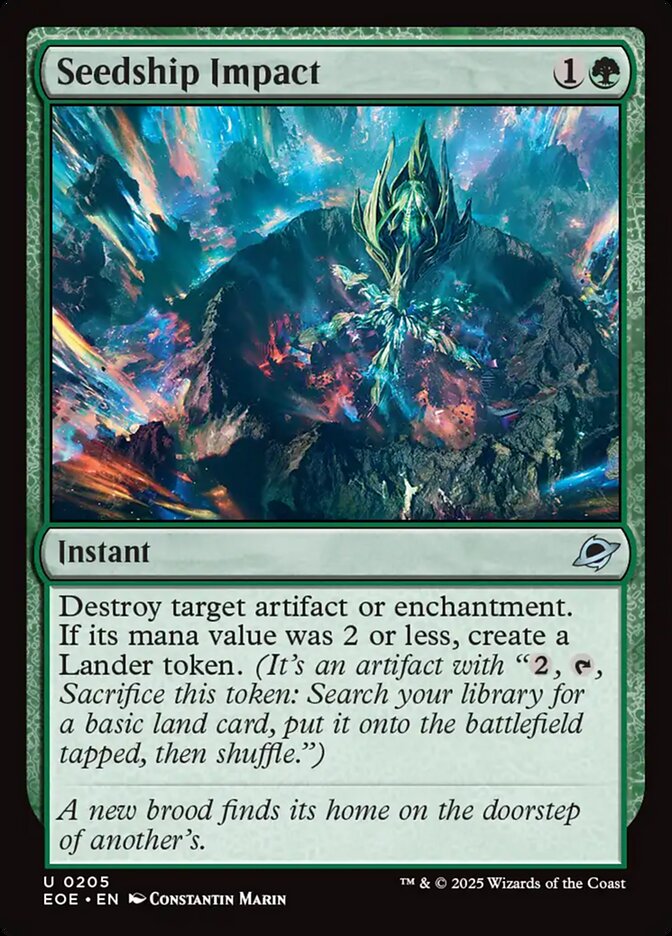 Seedship Impact 1
Instant
Destroy target artifact or enchantment.
If its mana value was 2 or less, create a
Lander token. (It's an artifact with “2, ,
Sacrifice this token: Search your library for
a basic land card, put it onto the battlefield
tapped, then shuffle.”)
A new brood finds its home on the doorstep
of another's.
U 0205
EOE • EN Constantin Marin
™ & © 2025 Wizards of the Coast